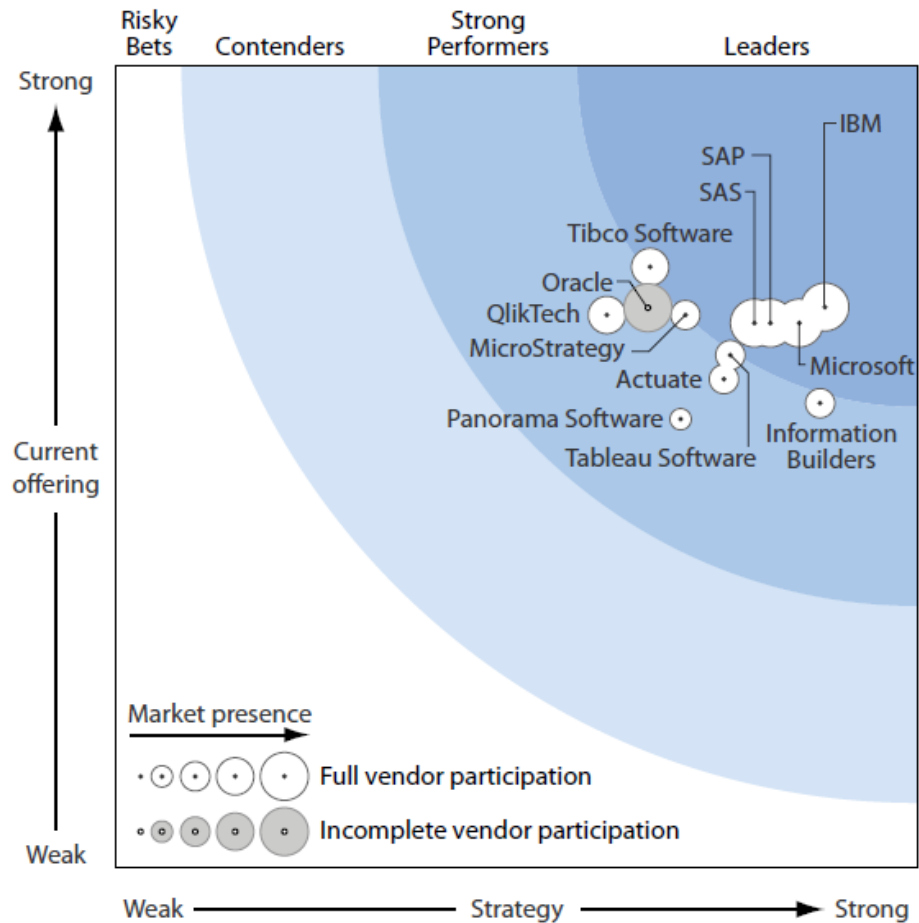 Risky
Bets
Contenders
Strong
Performers
Leaders
Strong
IBM
SAP
SAS
Tibco Software
Oracle
QlikTech
MicroStrategy
Microsoft
Actuate
Panorama Software
Information
Builders
Tableau Software
Current
offering
Market presence
Full vendor participation
Incomplete vendor participation
Weak
Weak
Strategy
Strong